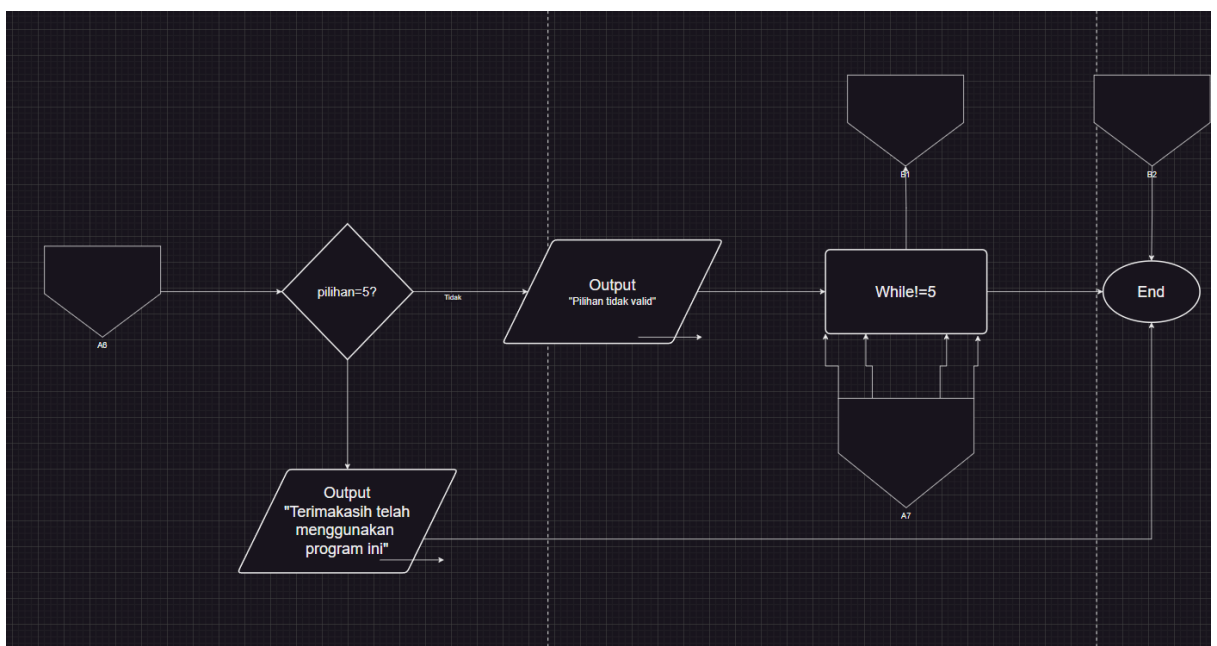 B1
B2
A6
pilihan=5?
Tidak
Output
"Pilihan tidak valid"
While!=5
End
A7
Output
"Terimakasih telah
menggunakan
program ini"